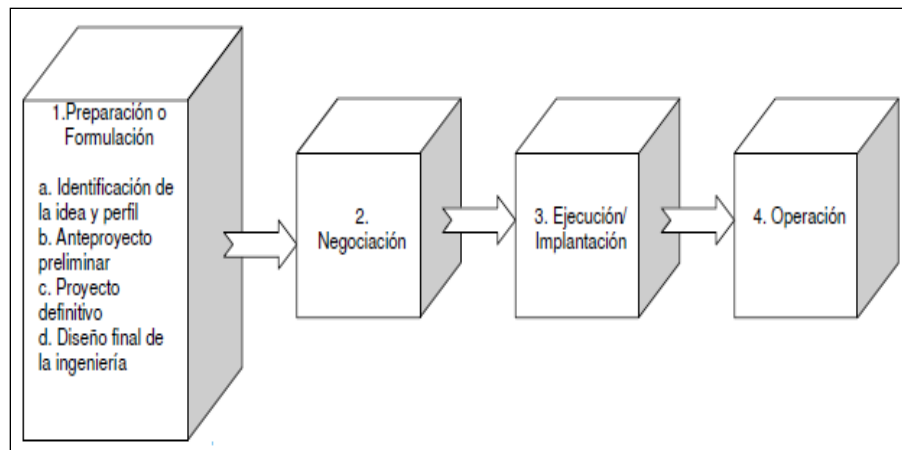 1.Preparación o
Formulación
a. Identificación de
la idea y perfil
b. Anteproyecto
preliminar
c. Proyecto
definitivo
d. Diseño final de
la ingeniería
2.
Negociación
3. Ejecución/
Implantación
4. Operación